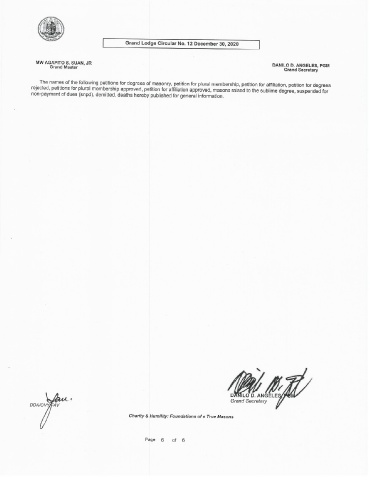 Grand Lodge Circular No. 12 December 30, 2020
MW AGAPITO S. SUAN, JR
Grand Master
DANILO D. ANGELES, PGM
Grand Secretary
The names of the following petitions for degrees of masonry, petition for plural membership, petition for affiliation, petition for degrees
rejected, petitions for plural membership approved, petition for affiliation approved, masons raised to the sublime degree, suspended for
non-payment of dues (snpd), demitted, deaths hereby published for general information.
DANILO D. ANGELES, PGM
Grand Secretary
Charity & Humility: Foundations of a True Masons
Page 6 of 6